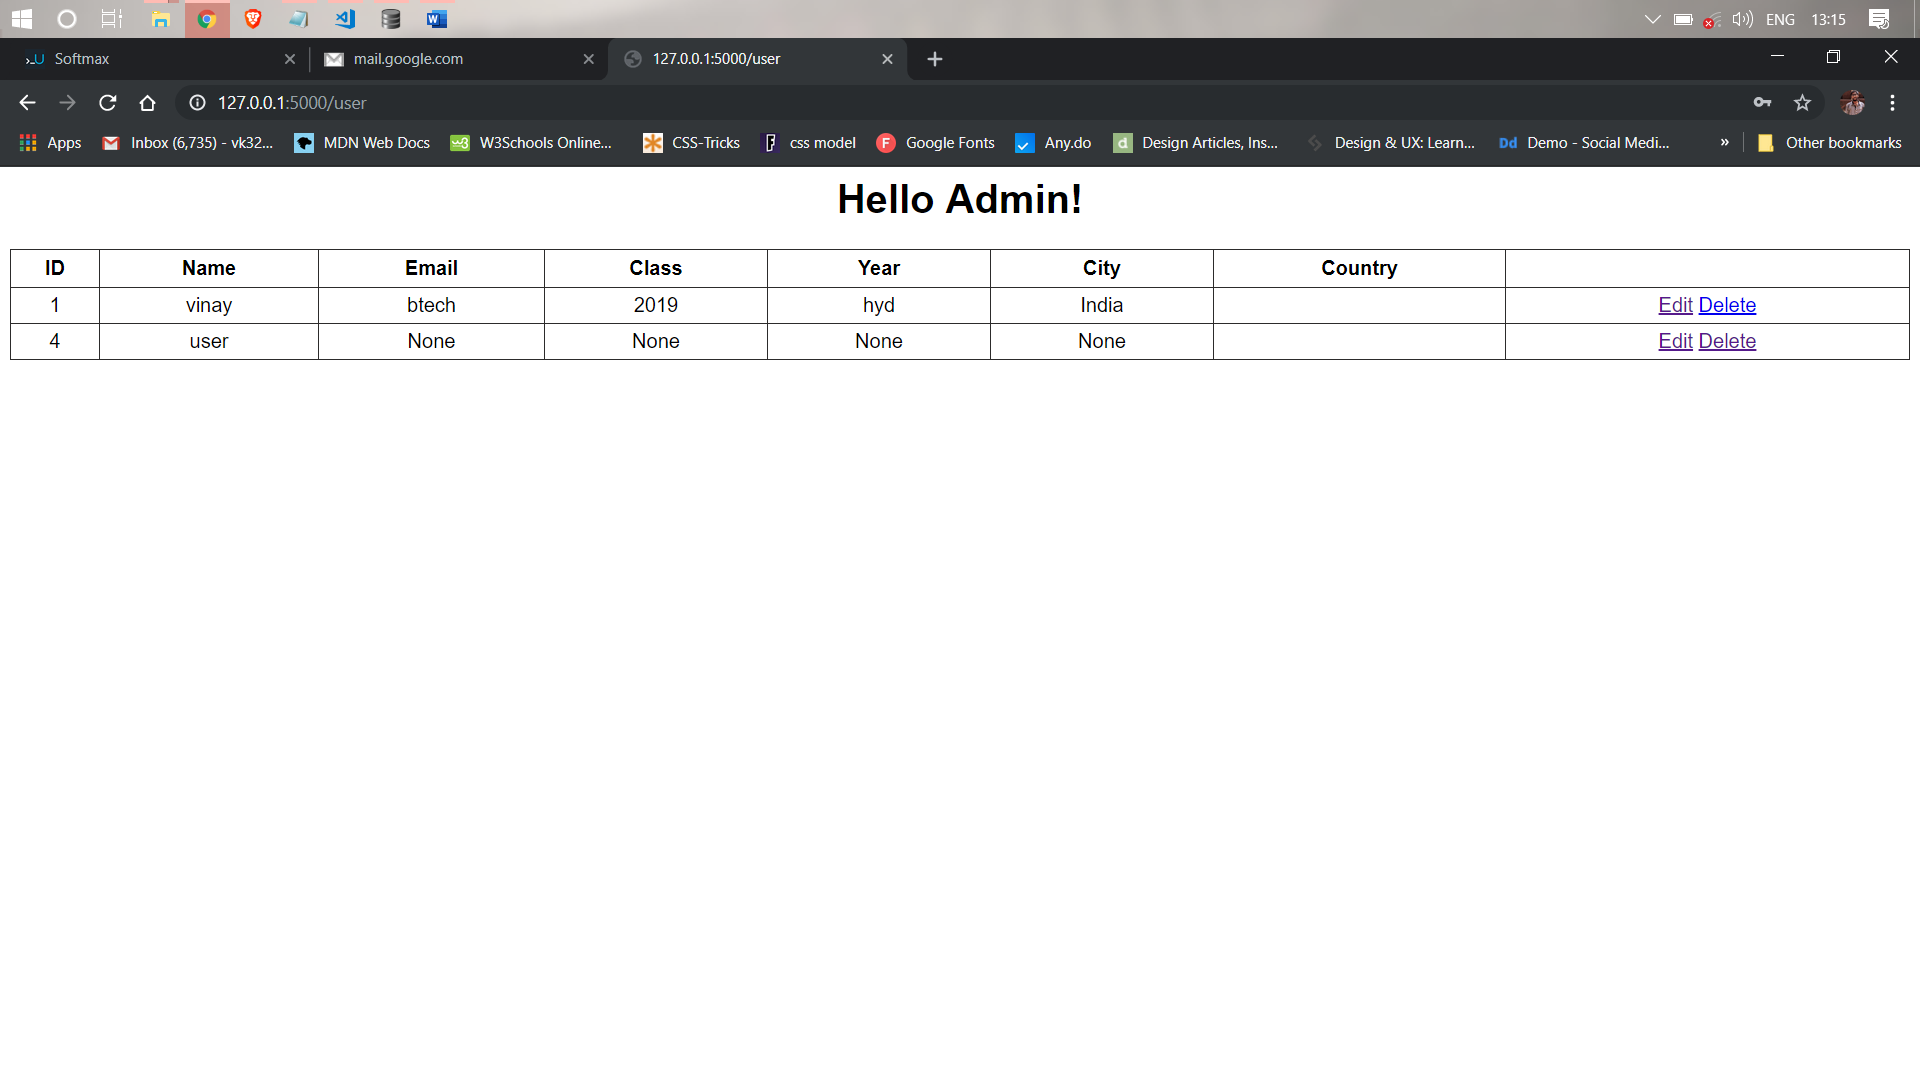 ENG 13:15
Softmax mail.google.com 127.0.0.1:5000/user
127.0.0.1:5000/user
Apps Inbox (6,735) - vk32... MDN Web Docs W3Schools Online... CSS-Tricks css model Google Fonts Any.do Design Articles, Ins... Design & UX: Learn... Demo - Social Medi... » Other bookmarks
Hello Admin!
ID Name Email Class Year City Country
1 vinay btech 2019 hyd India Edit Delete
4 user None None None None Edit Delete